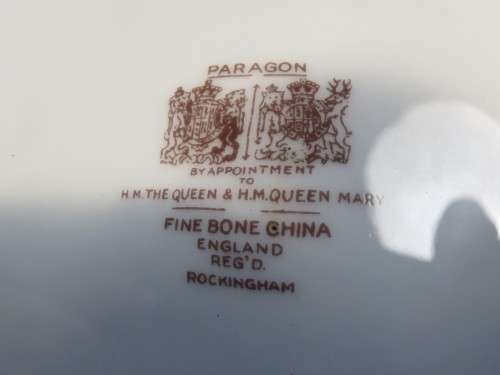 PARAGON
BY APPOINTMENT
TO
H.M. THE QUEEN & H.M. QUEEN MARY
FINE BONE CHINA
ENGLAND
REG'D.
ROCKINGHAM